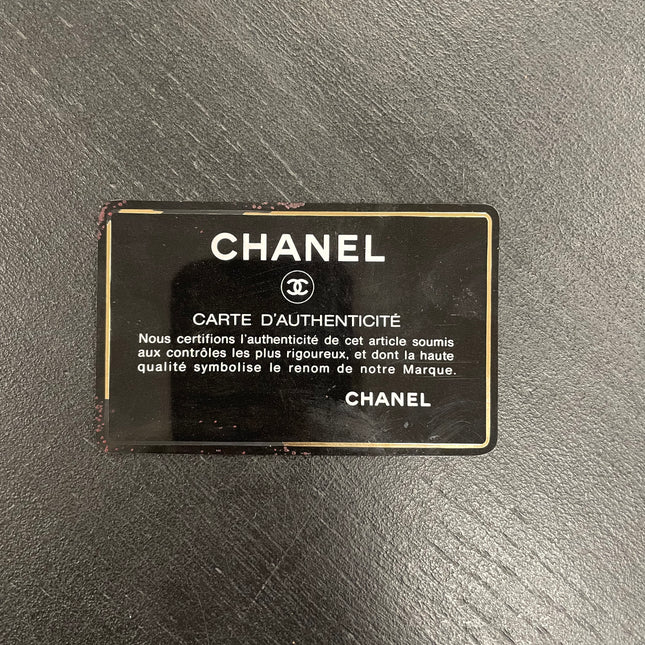 CHANEL
CARTE D'AUTHENTICITÉ
Nous certifions l'authenticité de cet article soumis
aux contrôles les plus rigoureux, et dont la haute
qualité symbolise le renom de notre Marque.
CHANEL